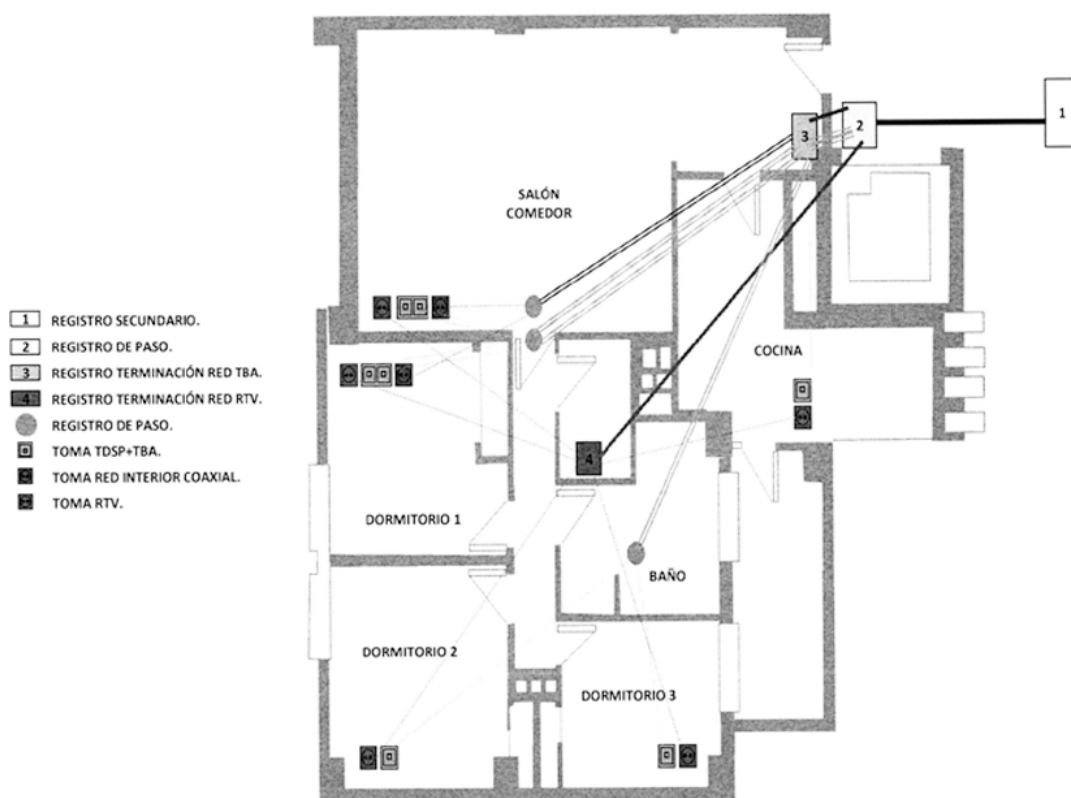 1
2
3
SALÓN
COMEDOR
COCINA
4
DORMITORIO 1
BAÑO
DORMITORIO 2
DORMITORIO 3
1 REGISTRO SECUNDARIO.
2 REGISTRO DE PASO.
3 REGISTRO TERMINACIÓN RED TBA.
4 REGISTRO TERMINACIÓN RED RTV.
REGISTRO DE PASO.
TOMA TDSP+TBA.
TOMA RED INTERIOR COAXIAL.
TOMA RTV.